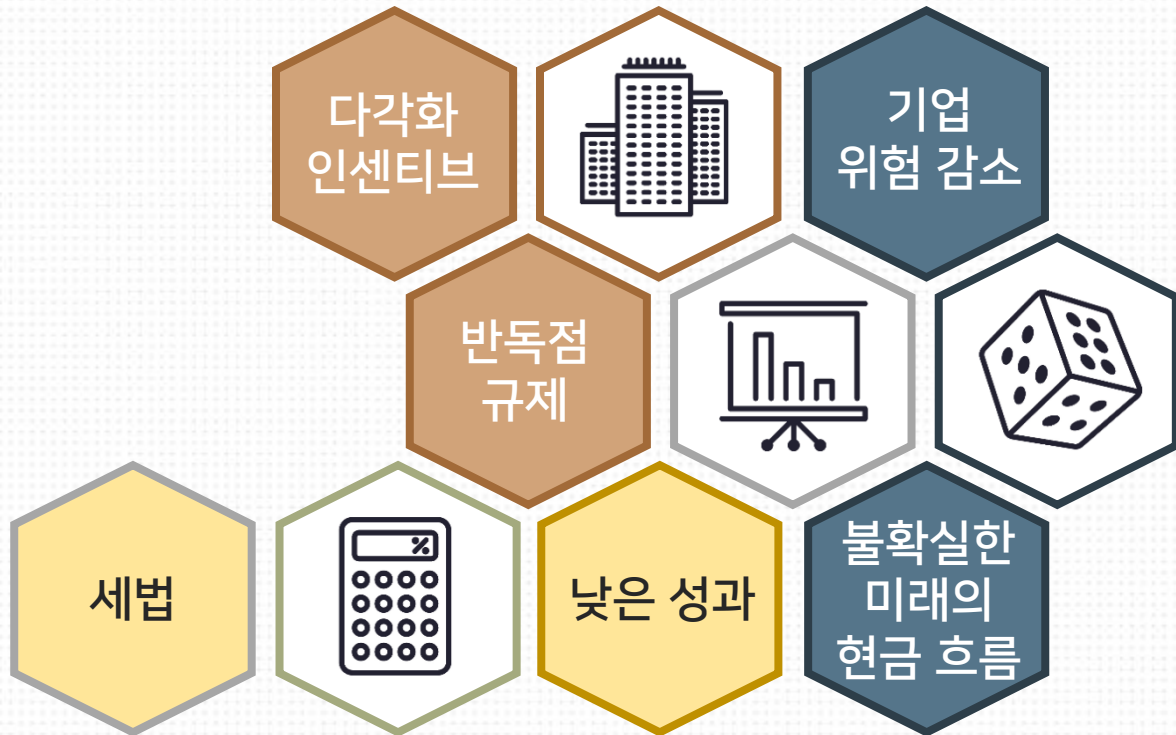 다각화
인센티브
기업
위험 감소
반독점
규제
세법
%
낮은 성과
불확실한
미래의
현금 흐름